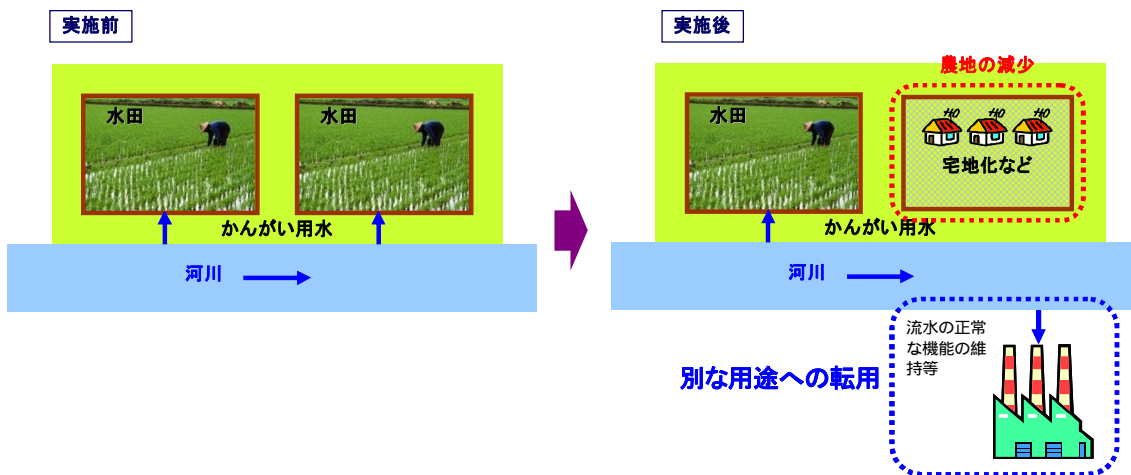 実施前
水田
水田
かんがい用水
河川
実施後
農地の減少
水田
宅地化など
かんがい用水
河川
別な用途への転用
流水の正常
な機能の維
持等